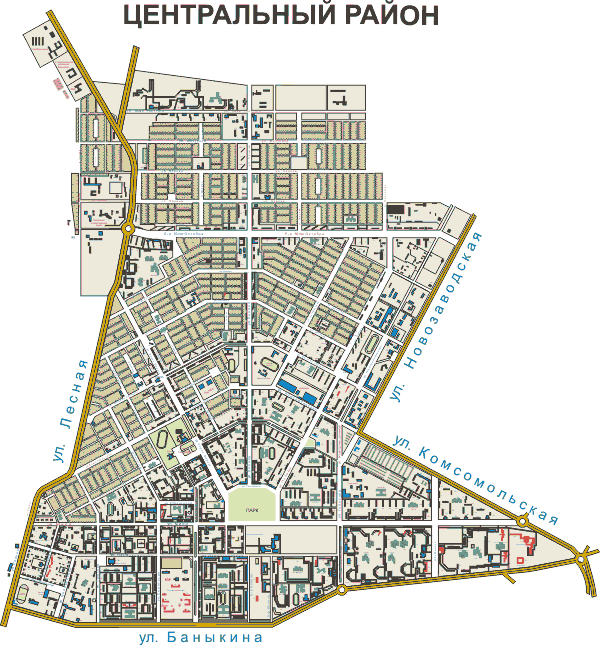 ЦЕНТРАЛЬНЫЙ РАЙОН
ул. Новозаводская
ул. Лесная
ул. Комсомольская
ПАРК
ул. Баныкина